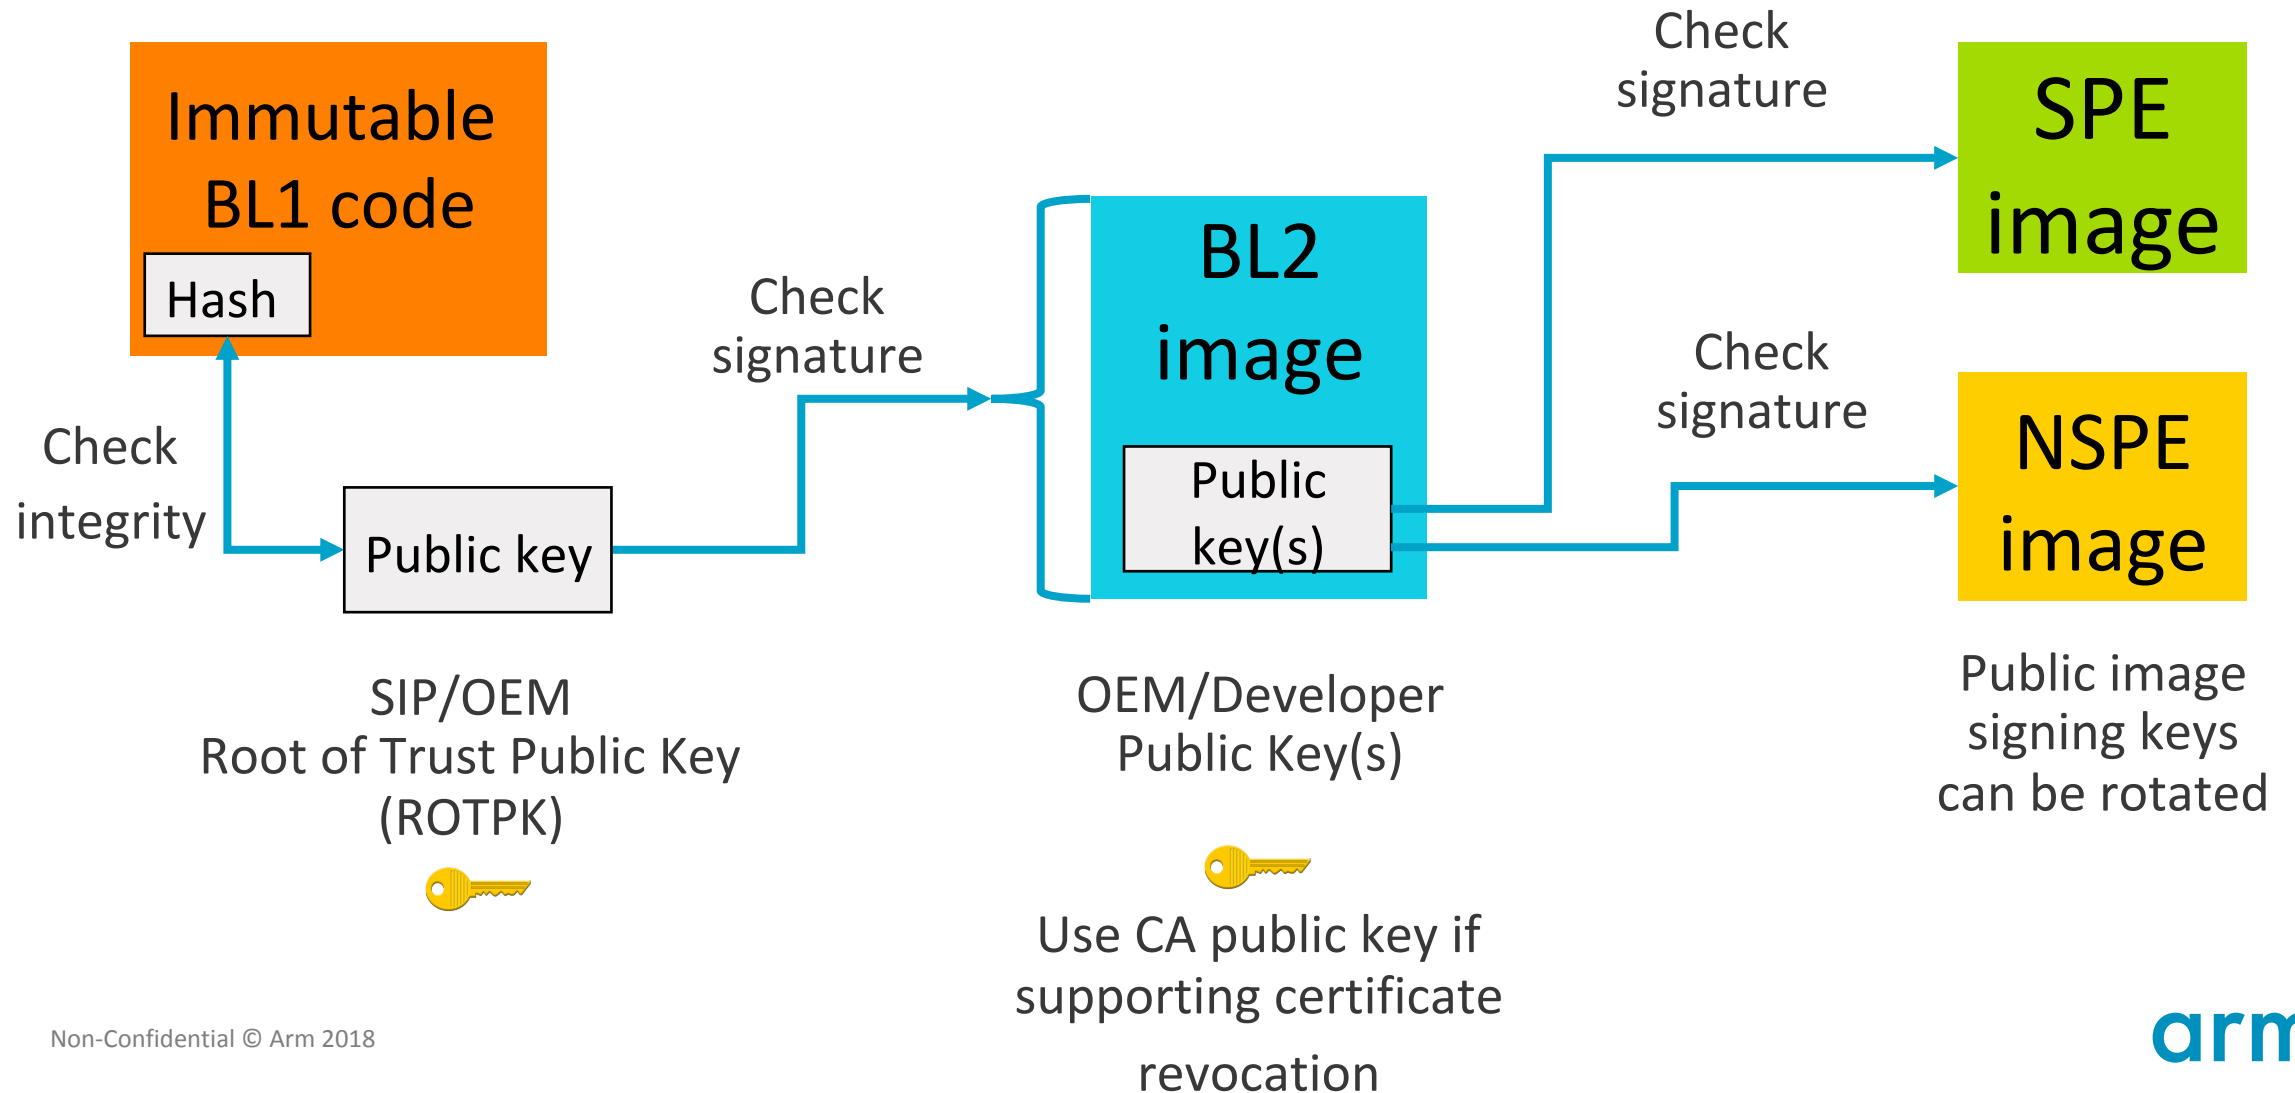 Immutable
BL1 code
Hash
Check
integrity
Public key
SIP/OEM
Root of Trust Public Key
(ROTPK)
Check
signature
BL2
image
Public
key(s)
OEM/Developer
Public Key(s)
Use CA public key if
supporting certificate
revocation
Check
signature
SPE
image
Check
signature
NSPE
image
Public image
signing keys
can be rotated
Non-Confidential © Arm 2018
arm